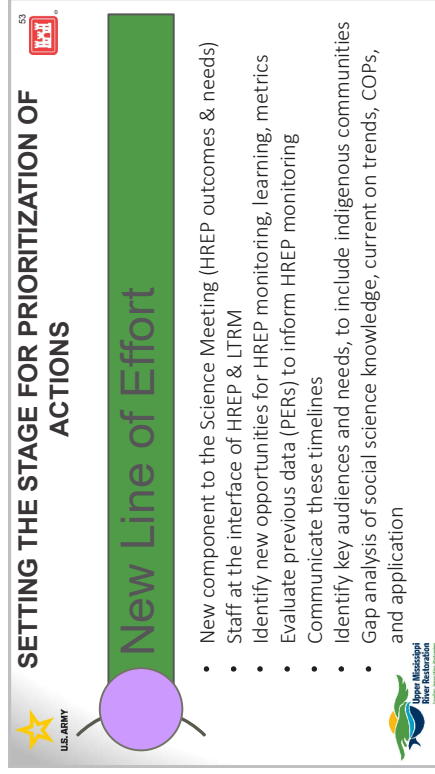 53
SETTING THE STAGE FOR PRIORITIZATION OF
ACTIONS
U.S. ARMY
New Line of Effort
• New component to the Science Meeting (HREP outcomes & needs)
• Staff at the interface of HREP & LTRM
• Identify new opportunities for HREP monitoring, learning, metrics
• Evaluate previous data (PERs) to inform HREP monitoring
• Communicate these timelines
• Identify key audiences and needs, to include indigenous communities
• Gap analysis of social science knowledge, current on trends, COPs,
and application
Upper Mississippi
River Restoration